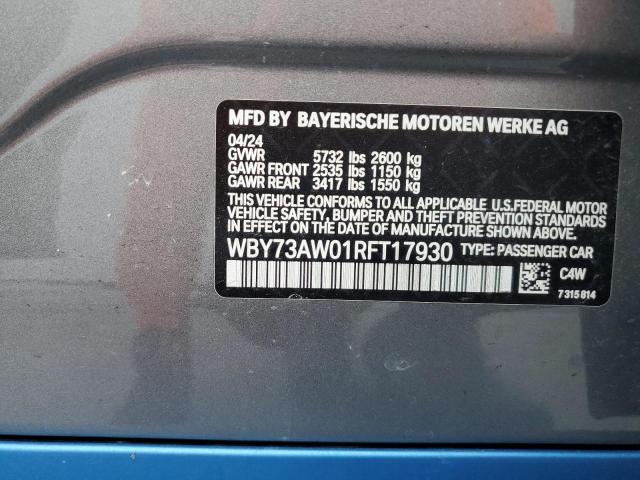 MFD BY BAYERISCHE MOTOREN WERKE AG
04/24
GVWR 5732 lbs 2600 kg
GAWR FRONT 2535 lbs 1150 kg
GAWR REAR 3417 lbs 1550 kg
THIS VEHICLE CONFORMS TO ALL APPLICABLE U.S.FEDERAL MOTOR
VEHICLE SAFETY, BUMPER AND THEFT PREVENTION STANDARDS
IN EFFECT ON THE DATE OF MANUFACTURE SHOWN ABOVE.
WBY73AW01RFT17930 TYPE: PASSENGER CAR
C4W
7315814